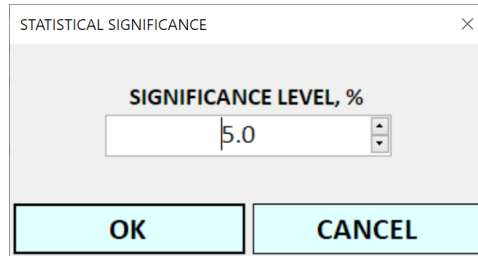 STATISTICAL SIGNIFICANCE
SIGNIFICANCE LEVEL, %
5.0
OK CANCEL